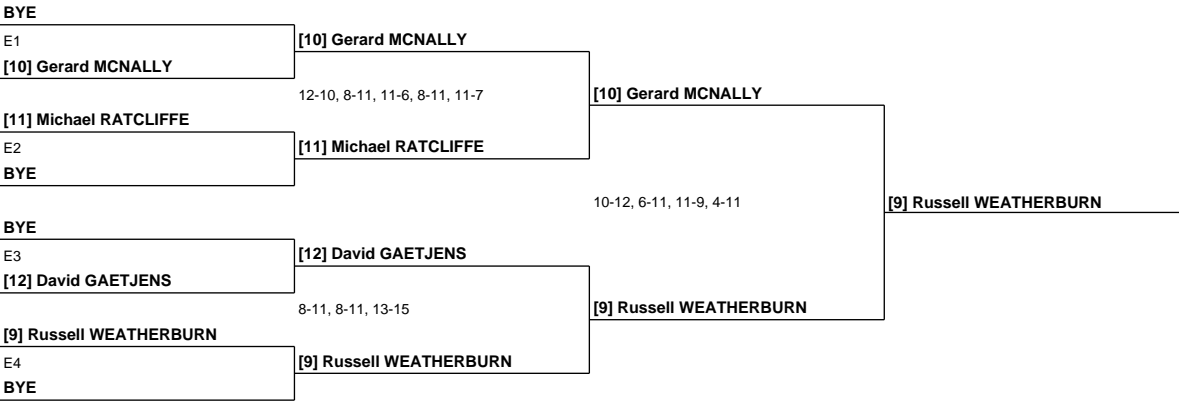 BYE
E1
[10] Gerard MCNALLY
[10] Gerard MCNALLY
12-10, 8-11, 11-6, 8-11, 11-7
[10] Gerard MCNALLY
[11] Michael RATCLIFFE
E2
[11] Michael RATCLIFFE
BYE
10-12, 6-11, 11-9, 4-11
[9] Russell WEATHERBURN
BYE
E3
[12] David GAETJENS
[12] David GAETJENS
8-11, 8-11, 13-15
[9] Russell WEATHERBURN
[9] Russell WEATHERBURN
E4
[9] Russell WEATHERBURN
BYE